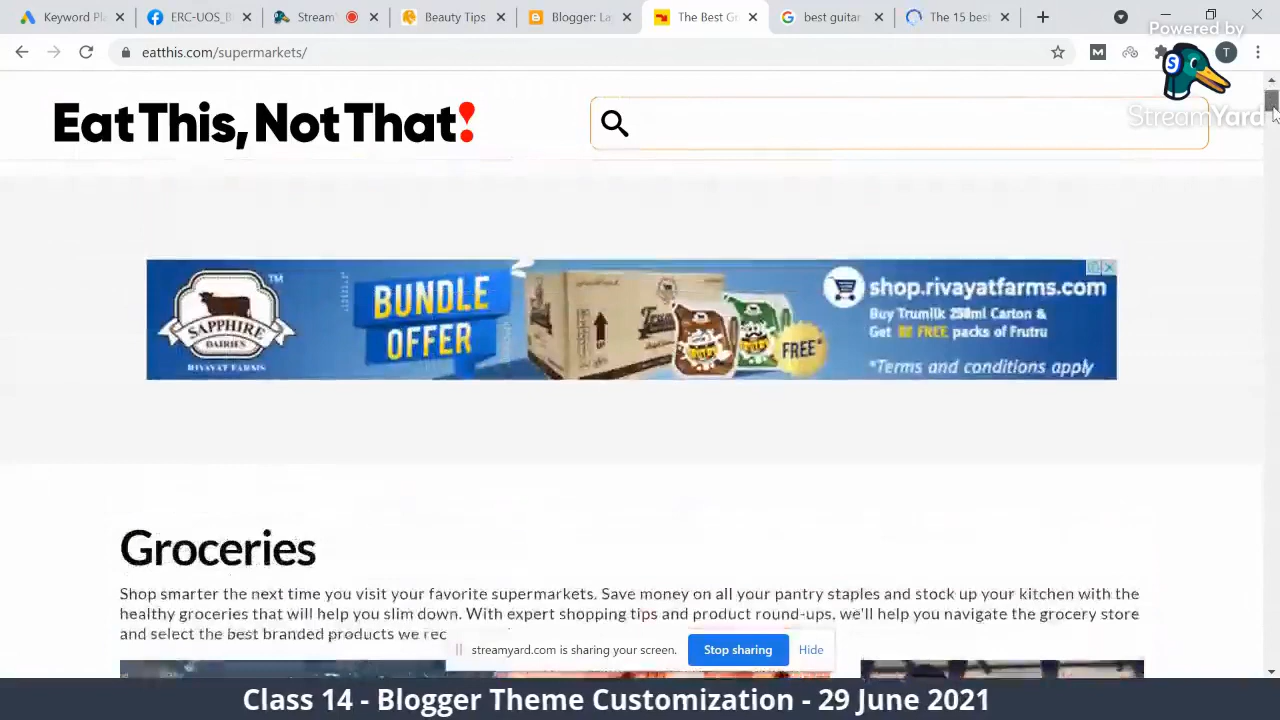 Keyword Pl
ERC-UOS_B
Stream
Beauty Tips
Blogger: La
The Best Gr
best guitar
The 15 best
Powered by
eatthis.com/supermarkets/
M
T
S
StreamYard
Eat This, Not That!
BUNDLE
OFFER
TM
SAPPHIRE
DAIRIES
RIVAYAT FARMS
FREE*
shop.rivayatfarms.com
Buy Trumilk 250ml Carton &
Get FREE packs of Frutru
*Terms and conditions apply
Groceries
Shop smarter the next time you visit your favorite supermarkets. Save money on all your pantry staples and stock up your kitchen with the
healthy groceries that will help you slim down. With expert shopping tips and product round-ups, we'll help you navigate the grocery store
and select the best branded products we rec
streamyard.com is sharing your screen.
Stop sharing
Hide
Class 14 - Blogger Theme Customization - 29 June 2021